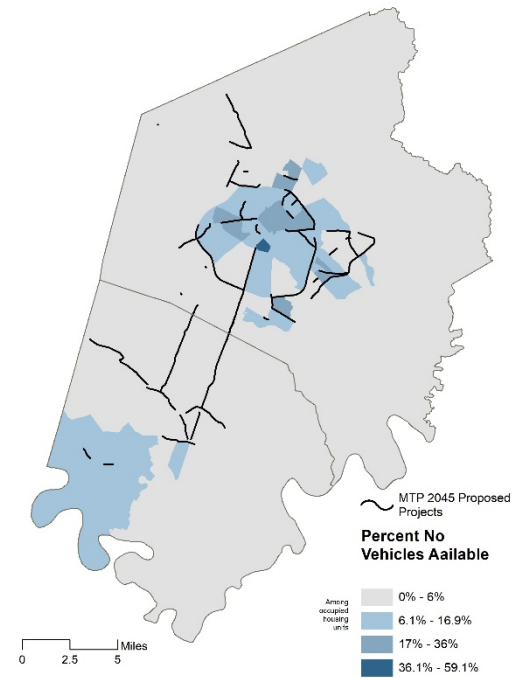 MTP 2045 Proposed
Projects
Percent No
Vehicles Aailable
Among
occupied
housing
units
0% - 6%
6.1% - 16.9%
17% - 36%
36.1% - 59.1%
Miles
0 2.5 5